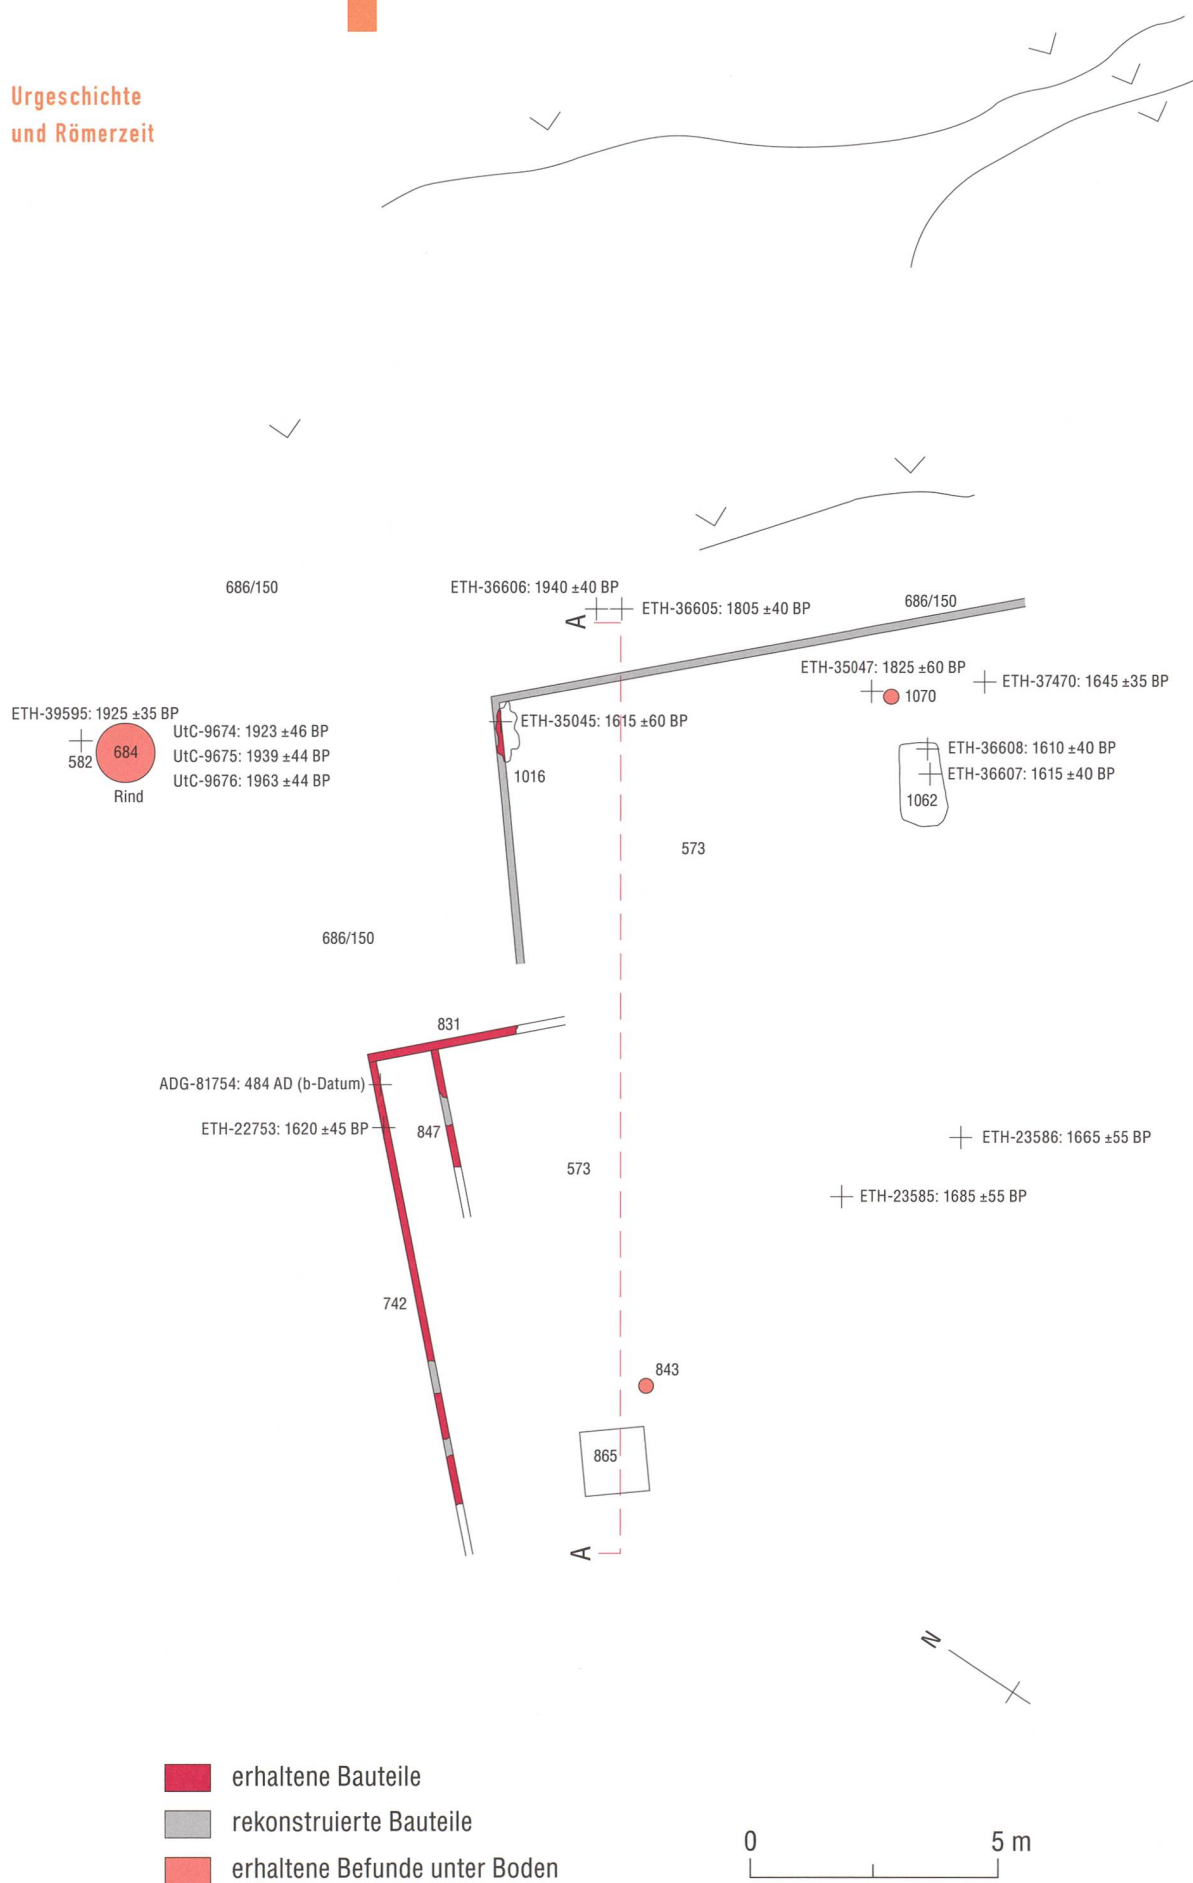 Urgeschichte
und Römerzeit
686/150
ETH-36606: 1940 ±40 BP
ETH-36605: 1805 ±40 BP
686/150
A
ETH-35047: 1825 ±60 BP
1070
ETH-37470: 1645 ±35 BP
ETH-39595: 1925 ±35 BP
582
684
Rind
UtC-9674: 1923 ±46 BP
UtC-9675: 1939 ±44 BP
UtC-9676: 1963 ±44 BP
ETH-35045: 1615 ±60 BP
1016
ETH-36608: 1610 ±40 BP
ETH-36607: 1615 ±40 BP
1062
573
686/150
831
ADG-81754: 484 AD (b-Datum)
ETH-22753: 1620 ±45 BP
847
573
ETH-23586: 1665 ±55 BP
ETH-23585: 1685 ±55 BP
742
843
865
A
N
erhaltene Bauteile
rekonstruierte Bauteile
erhaltene Befunde unter Boden
0 5 m